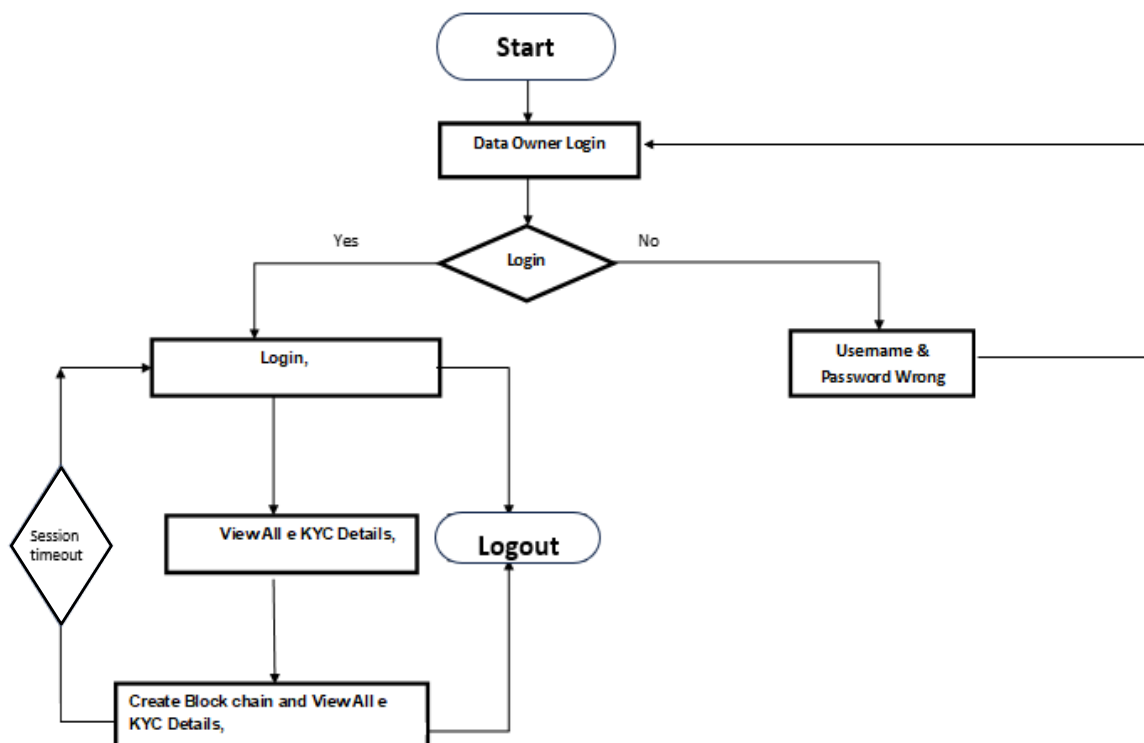 Start
Data Owner Login
Yes
No
Login
Login,
Username &
Password Wrong
View All e KYC Details,
Session
timeout
Logout
Create Block chain and View All e
KYC Details,